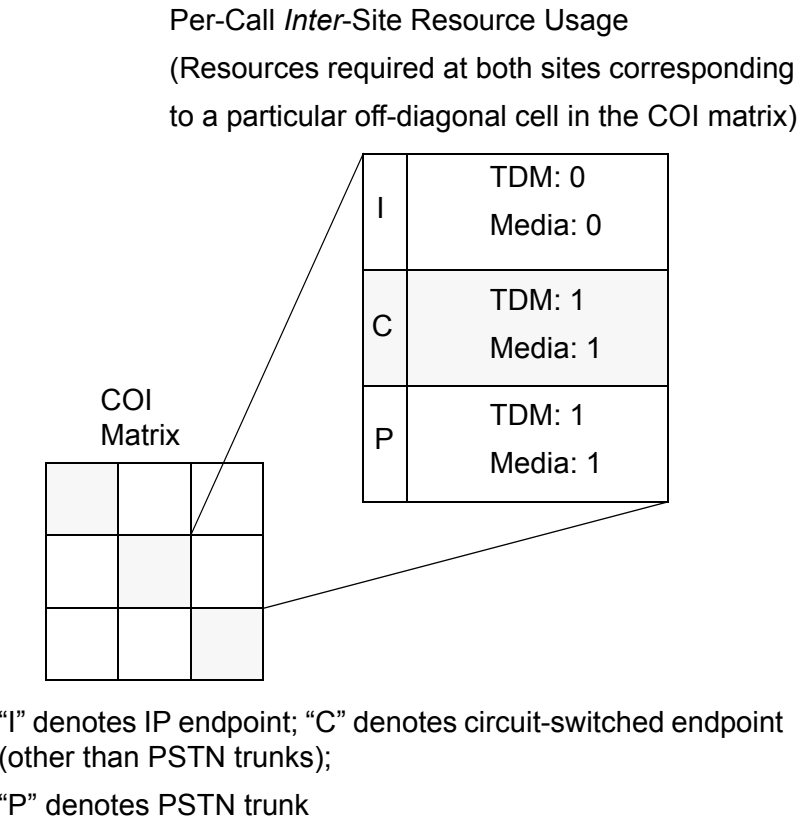 Per-Call Inter-Site Resource Usage
(Resources required at both sites corresponding
to a particular off-diagonal cell in the COI matrix)
I
TDM: 0
Media: 0
C
TDM: 1
Media: 1
P
TDM: 1
Media: 1
COI
Matrix
“I” denotes IP endpoint; “C” denotes circuit-switched endpoint
(other than PSTN trunks);
“P” denotes PSTN trunk